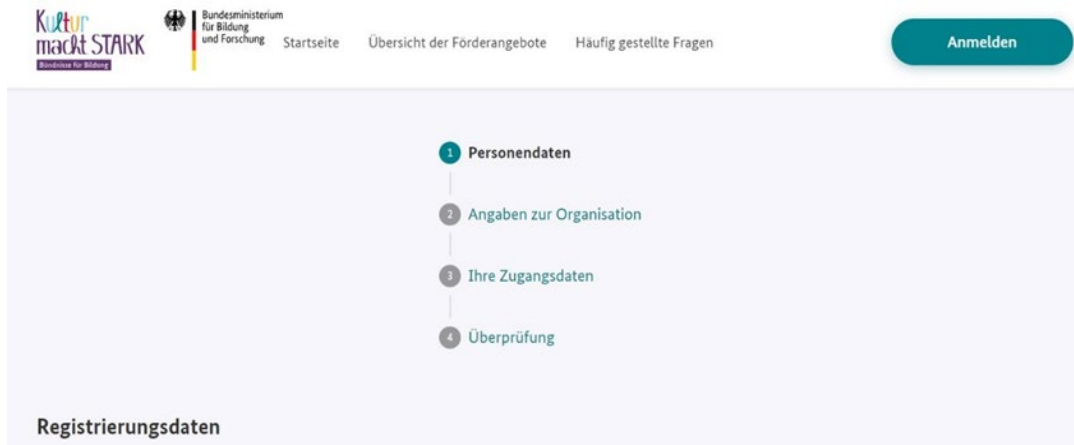 Kultur
macht STARK
Bündnisse für Bildung
Bundesministerium
für Bildung
und Forschung
Startseite
Übersicht der Förderangebote
Häufig gestellte Fragen
Anmelden
1 Personendaten
2 Angaben zur Organisation
3 Ihre Zugangsdaten
4 Überprüfung
Registrierungsdaten